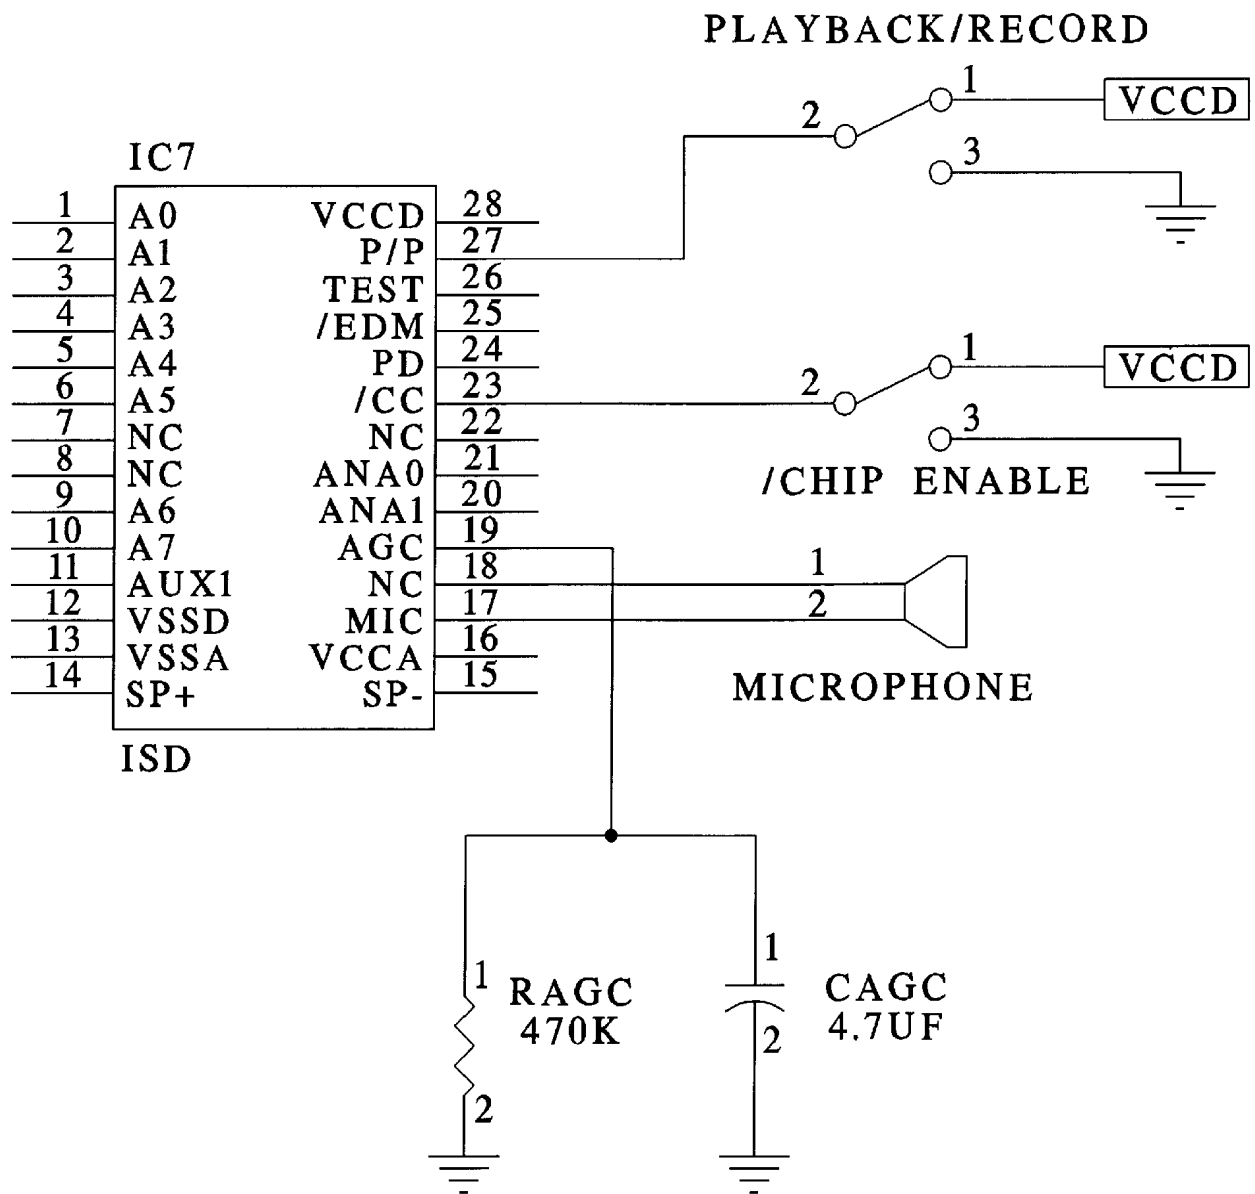 PLAYBACK/RECORD
1
VCCD
2
3
IC7
1 A0 VCCD 28
2 A1 P/P 27
3 A2 TEST 26
4 A3 /EDM 25
5 A4 PD 24
6 A5 /CC 23
7 NC NC 22
8 NC ANA0 21
9 A6 ANA1 20
10 A7 AGC 19
11 AUX1 NC 18
12 VSSD MIC 17
13 VSSA VCCA 16
14 SP+ SP- 15
ISD
1
VCCD
2
3
/CHIP ENABLE
1
2
MICROPHONE
1
RAGC
470K
2
1
CAGC
4.7UF
2